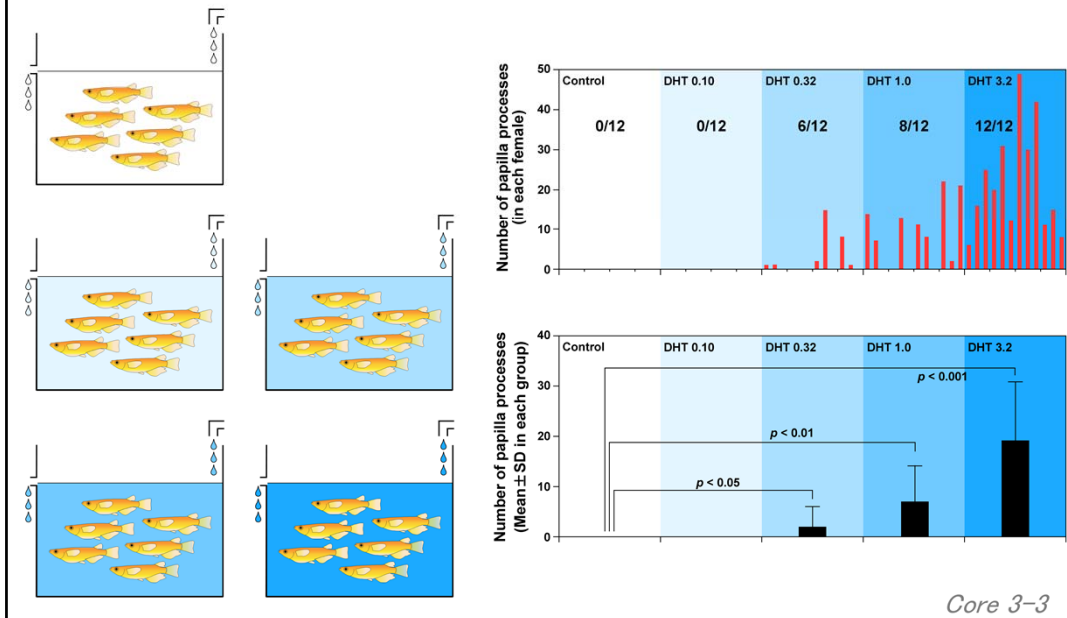 Number of papilla processes
(in each female)
50
40
30
20
10
0
Control
DHT 0.10
DHT 0.32
DHT 1.0
DHT 3.2
0/12
0/12
6/12
8/12
12/12
Number of papilla processes
(Mean±SD in each group)
40
30
20
10
0
Control
DHT 0.10
DHT 0.32
DHT 1.0
DHT 3.2
p < 0.001
p < 0.01
p < 0.05
Core 3-3